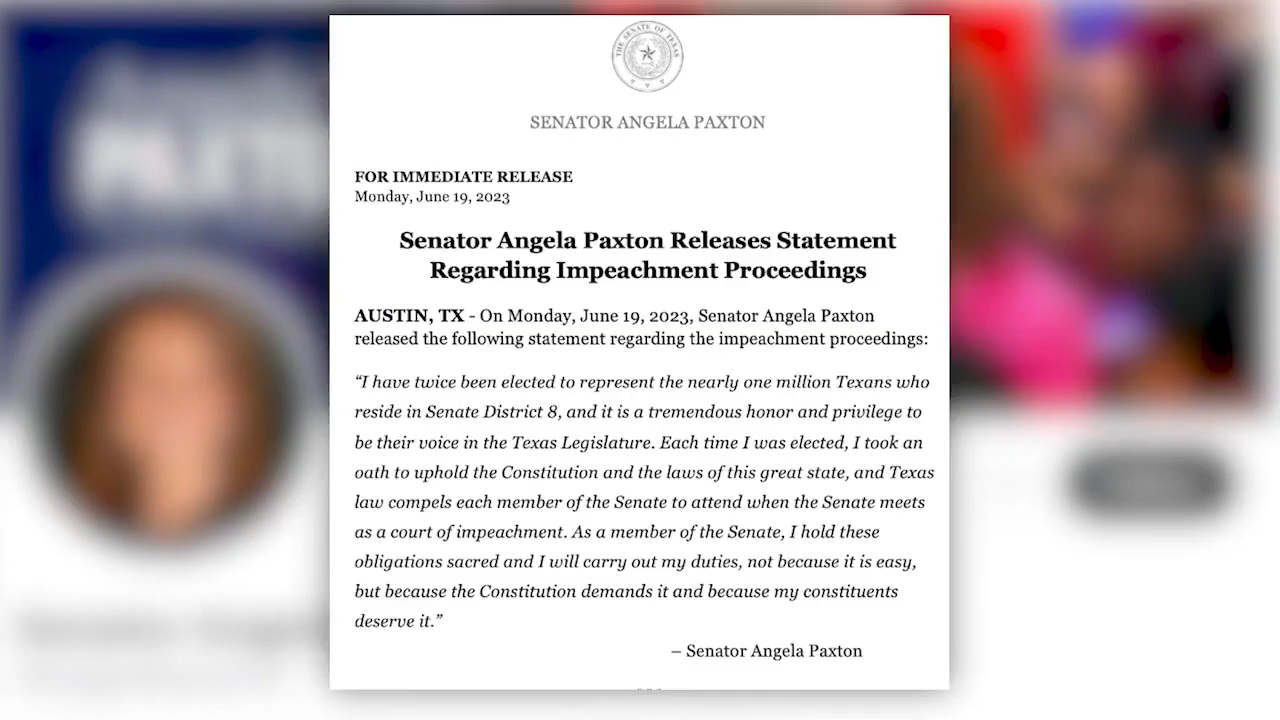 THE SENATE OF TEXAS
SENATOR ANGELA PAXTON
FOR IMMEDIATE RELEASE
Monday, June 19, 2023
Senator Angela Paxton Releases Statement
Regarding Impeachment Proceedings
AUSTIN, TX - On Monday, June 19, 2023, Senator Angela Paxton
released the following statement regarding the impeachment proceedings:
“I have twice been elected to represent the nearly one million Texans who
reside in Senate District 8, and it is a tremendous honor and privilege to
be their voice in the Texas Legislature. Each time I was elected, I took an
oath to uphold the Constitution and the laws of this great state, and Texas
law compels each member of the Senate to attend when the Senate meets
as a court of impeachment. As a member of the Senate, I hold these
obligations sacred and I will carry out my duties, not because it is easy,
but because the Constitution demands it and because my constituents
deserve it.”
– Senator Angela Paxton